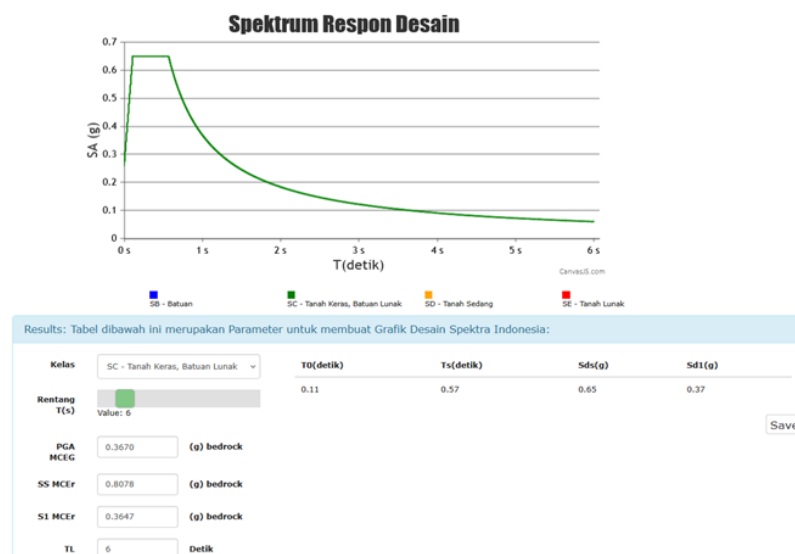 Spektrum Respon Desain
0.7
0.6
0.5
0.4
0.3
0.2
0.1
0
SA (g)
0 s 1 s 2 s 3 s 4 s 5 s 6 s
T(detik)
CanvasJS.com
SB - Batuan SC - Tanah Keras, Batuan Lunak SD - Tanah Sedang SE - Tanah Lunak
Results: Tabel dibawah ini merupakan Parameter untuk membuat Grafik Desain Spektra Indonesia:
Kelas SC - Tanah Keras, Batuan Lunak T0(detik) Ts(detik) Sds(g) Sd1(g)
0.11 0.57 0.65 0.37
Rentang
T(s) Value: 6
Save
PGA
MCEG 0.3670 (g) bedrock
SS MCEr 0.8078 (g) bedrock
S1 MCEr 0.3647 (g) bedrock
TL 6 Detik